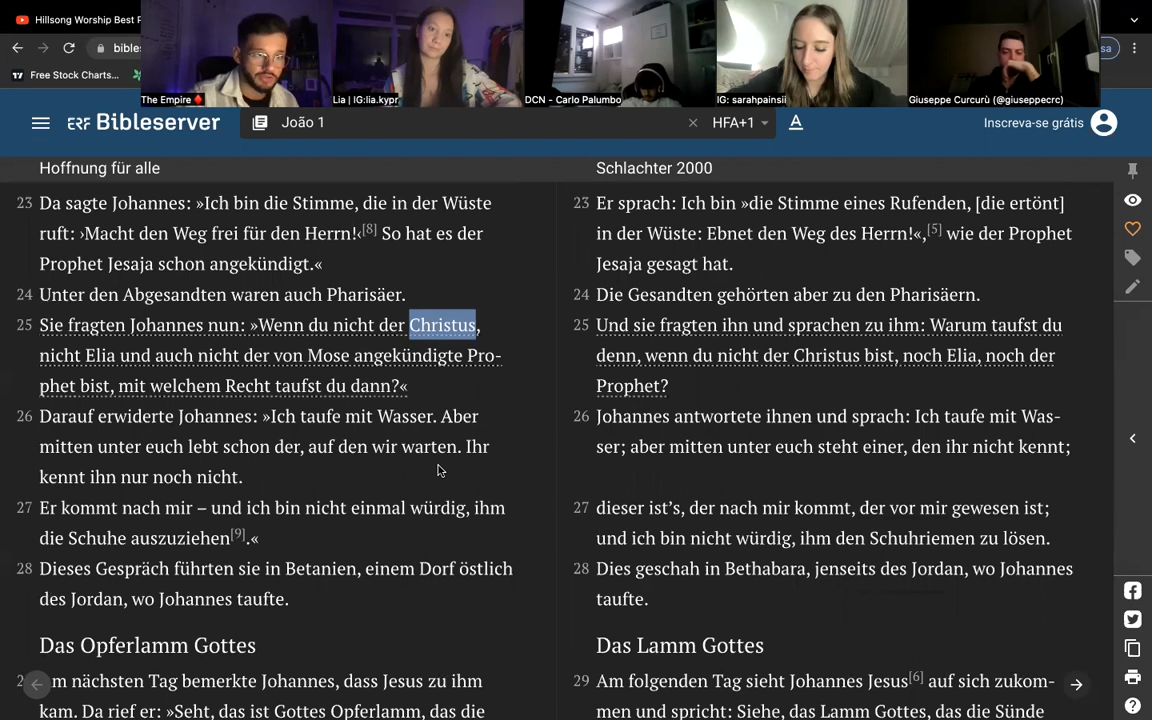 Hillsong Worship Best P
bibles
sa
Free Stock Charts...
The Empire
Lia | IG:lia.kypr
DCN - Carlo Palumbo
IG: sarahpainsii
Giuseppe Curcurù (@giuseppecrc)
ERF Bibleserver
João 1
HFA+1
A
Inscreva-se grátis
Hoffnung für alle
23 Da sagte Johannes: »Ich bin die Stimme, die in der Wüste
ruft: ›Macht den Weg frei für den Herrn!‹[8] So hat es der
Prophet Jesaja schon angekündigt.«
24 Unter den Abgesandten waren auch Pharisäer.
25 Sie fragten Johannes nun: »Wenn du nicht der Christus,
nicht Elia und auch nicht der von Mose angekündigte Pro-
phet bist, mit welchem Recht taufst du dann?«
26 Darauf erwiderte Johannes: »Ich taufe mit Wasser. Aber
mitten unter euch lebt schon der, auf den wir warten. Ihr
kennt ihn nur noch nicht.
27 Er kommt nach mir – und ich bin nicht einmal würdig, ihm
die Schuhe auszuziehen[9].«
28 Dieses Gespräch führten sie in Betanien, einem Dorf östlich
des Jordan, wo Johannes taufte.
Das Opferlamm Gottes
2 m nächsten Tag bemerkte Johannes, dass Jesus zu ihm
kam. Da rief er: »Seht, das ist Gottes Opferlamm, das die
Schlachter 2000
23 Er sprach: Ich bin »die Stimme eines Rufenden, [die ertönt]
in der Wüste: Ebnet den Weg des Herrn!«,[5] wie der Prophet
Jesaja gesagt hat.
24 Die Gesandten gehörten aber zu den Pharisäern.
25 Und sie fragten ihn und sprachen zu ihm: Warum taufst du
denn, wenn du nicht der Christus bist, noch Elia, noch der
Prophet?
26 Johannes antwortete ihnen und sprach: Ich taufe mit Was-
ser; aber mitten unter euch steht einer, den ihr nicht kennt;
27 dieser ist's, der nach mir kommt, der vor mir gewesen ist;
und ich bin nicht würdig, ihm den Schuhriemen zu lösen.
28 Dies geschah in Bethabara, jenseits des Jordan, wo Johannes
taufte.
Das Lamm Gottes
29 Am folgenden Tag sieht Johannes Jesus[6] auf sich zukom-
men und spricht: Siehe, das Lamm Gottes, das die Sünde